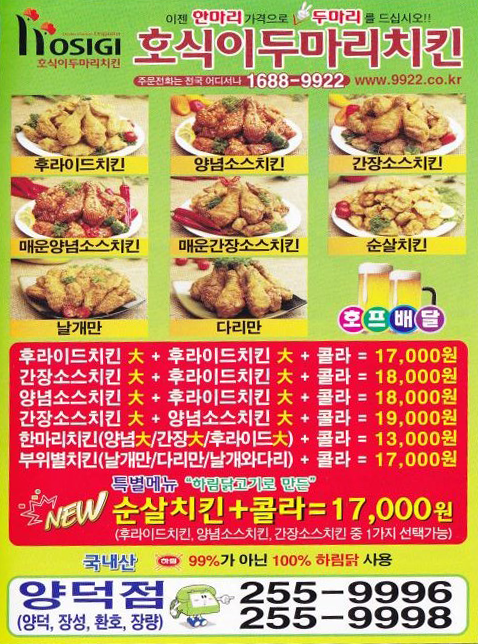 이젠 안마리 가격으로 두마리 를 드십시오!!
HOSIGI
호식이두마리치킨
호식이두마리치킨
주문전화는 전국 어디서나 1688-9922 www.9922.co.kr
후라이드치킨 양념소스치킨 간장소스치킨
매운양념소스치킨 매운간장소스치킨 순살치킨
날개만 다리만 호프배달
후라이드치킨 大 + 후라이드치킨 大 + 콜라 = 17,000원
간장소스치킨 大 + 후라이드치킨 大 + 콜라 = 18,000원
양념소스치킨 大 + 후라이드치킨 大 + 콜라 = 18,000원
간장소스치킨 大 + 양념소스치킨 大 + 콜라 = 19,000원
한마리치킨(양념大/간장大/후라이드大) + 콜라 = 13,000원
부위별치킨(날개만/다리만/날개와다리) + 콜라 = 17,000원
특별메뉴 "하림닭고기로 만든"
NEW 순살치킨+콜라=17,000원
(후라이드치킨, 양념소스치킨, 간장소스치킨 중 1가지 선택가능)
국내산 하림 99%가 아닌 100% 하림닭 사용
양덕점 255-9996
(양덕, 장성, 환호, 장량) 255-9998